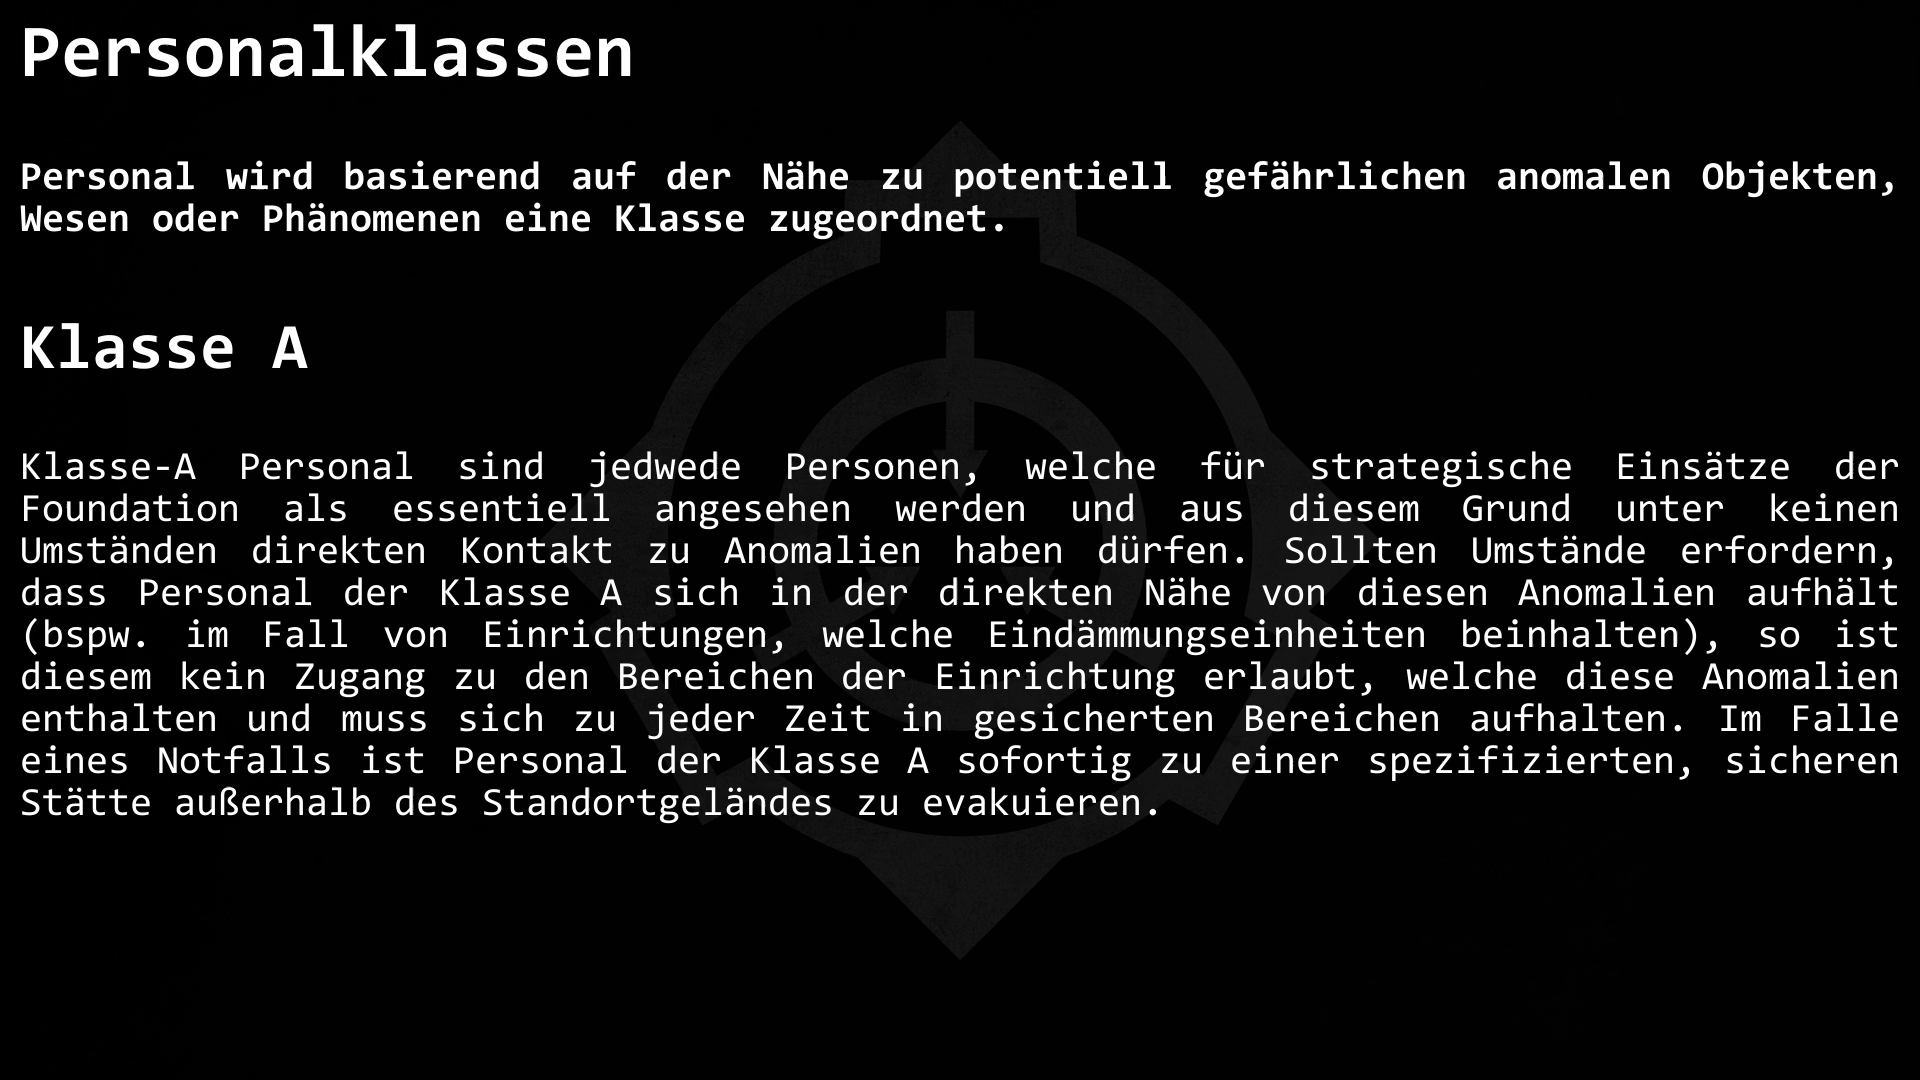 Personalklassen
Personal wird basierend auf der Nähe zu potentiell gefährlichen anomalen Objekten,
Wesen oder Phänomenen eine Klasse zugeordnet.
Klasse A
Klasse-A Personal sind jedwede Personen, welche für strategische Einsätze der
Foundation als essentiell angesehen werden und aus diesem Grund unter keinen
Umständen direkten Kontakt zu Anomalien haben dürfen. Sollten Umstände erfordern,
dass Personal der Klasse A sich in der direkten Nähe von diesen Anomalien aufhält
(bspw. im Fall von Einrichtungen, welche Eindämmungseinheiten beinhalten), so ist
diesem kein Zugang zu den Bereichen der Einrichtung erlaubt, welche diese Anomalien
enthalten und muss sich zu jeder Zeit in gesicherten Bereichen aufhalten. Im Falle
eines Notfalls ist Personal der Klasse A sofortig zu einer spezifizierten, sicheren
Stätte außerhalb des Standortgeländes zu evakuieren.